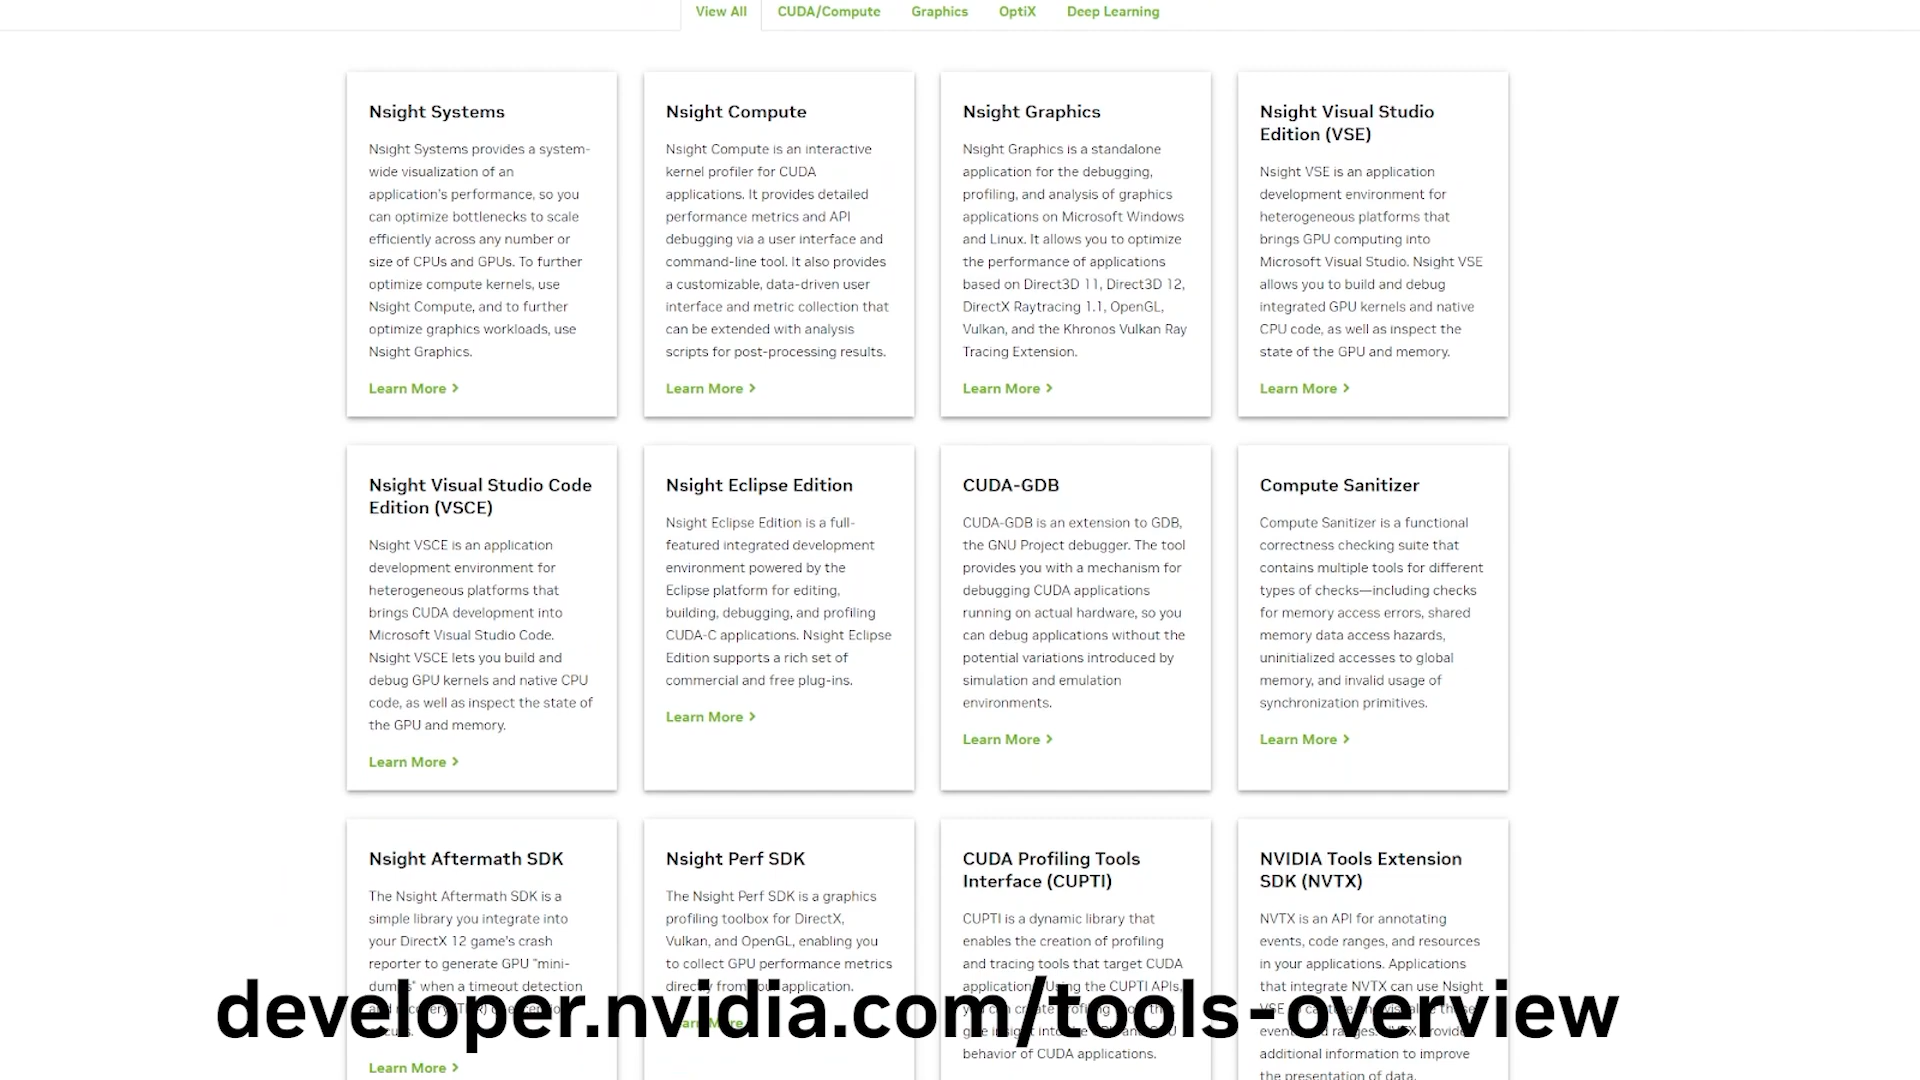 View All CUDA/Compute Graphics OptiX Deep Learning
Nsight Systems
Nsight Systems provides a system-
wide visualization of an
application's performance, so you
can optimize bottlenecks to scale
efficiently across any number or
size of CPUs and GPUs. To further
optimize compute kernels, use
Nsight Compute, and to further
optimize graphics workloads, use
Nsight Graphics.
Learn More
Nsight Compute
Nsight Compute is an interactive
kernel profiler for CUDA
applications. It provides detailed
performance metrics and API
debugging via a user interface and
command-line tool. It also provides
a customizable, data-driven user
interface and metric collection that
can be extended with analysis
scripts for post-processing results.
Learn More
Nsight Graphics
Nsight Graphics is a standalone
application for the debugging,
profiling, and analysis of graphics
applications on Microsoft Windows
and Linux. It allows you to optimize
the performance of applications
based on Direct3D 11, Direct3D 12,
DirectX Raytracing 1.1, OpenGL,
Vulkan, and the Khronos Vulkan Ray
Tracing Extension.
Learn More
Nsight Visual Studio
Edition (VSE)
Nsight VSE is an application
development environment for
heterogeneous platforms that
brings GPU computing into
Microsoft Visual Studio. Nsight VSE
allows you to build and debug
integrated GPU kernels and native
CPU code, as well as inspect the
state of the GPU and memory.
Learn More
Nsight Visual Studio Code
Edition (VSCE)
Nsight VSCE is an application
development environment for
heterogeneous platforms that
brings CUDA development into
Microsoft Visual Studio Code.
Nsight VSCE lets you build and
debug GPU kernels and native CPU
code, as well as inspect the state of
the GPU and memory.
Learn More
Nsight Eclipse Edition
Nsight Eclipse Edition is a full-
featured integrated development
environment powered by the
Eclipse platform for editing,
building, debugging, and profiling
CUDA-C applications. Nsight Eclipse
Edition supports a rich set of
commercial and free plug-ins.
Learn More
CUDA-GDB
CUDA-GDB is an extension to GDB,
the GNU Project debugger. The tool
provides you with a mechanism for
debugging CUDA applications
running on actual hardware, so you
can debug applications without the
potential variations introduced by
simulation and emulation
environments.
Learn More
Compute Sanitizer
Compute Sanitizer is a functional
correctness checking suite that
contains multiple tools for different
types of checks—including checks
for memory access errors, shared
memory data access hazards,
uninitialized accesses to global
memory, and invalid usage of
synchronization primitives.
Learn More
Nsight Aftermath SDK
The Nsight Aftermath SDK is a
simple library you integrate into
your DirectX 12 game's crash
reporter to generate GPU "mini-
dumps" when a timeout detection
Learn More
Nsight Perf SDK
The Nsight Perf SDK is a graphics
profiling toolbox for DirectX,
Vulkan, and OpenGL, enabling you
to collect GPU performance metrics
directly from your application.
CUDA Profiling Tools
Interface (CUPTI)
CUPTI is a dynamic library that
enables the creation of profiling
and tracing tools that target CUDA
applications. Using the CUPTI APIs,
behavior of CUDA applications.
NVIDIA Tools Extension
SDK (NVTX)
NVTX is an API for annotating
events, code ranges, and resources
in your applications. Applications
that integrate NVTX can use Nsight
additional information to improve
the presentation of data.
developer.nvidia.com/tools-overview